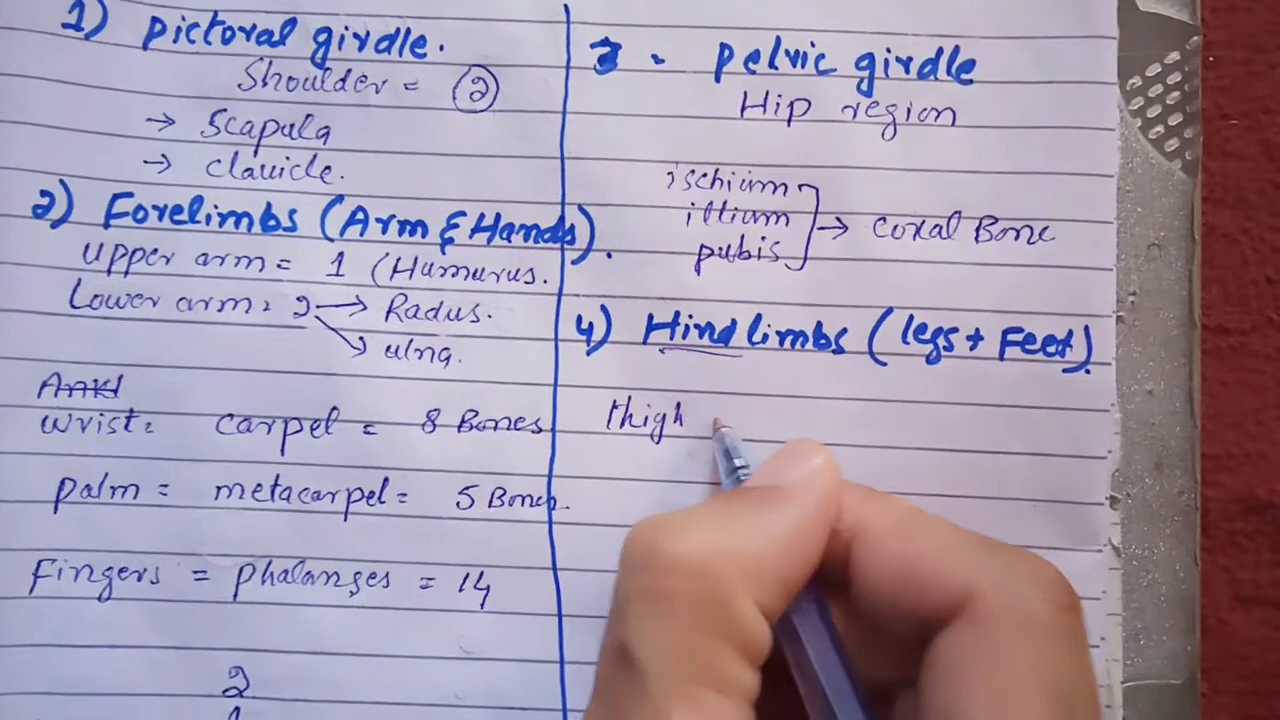 1) Pictoral girdle.
Shoulder = 2
→ Scapula
→ Clavicle.
2) Forelimbs (Arm & Hands).
Upper arm = 1 (Humurus.
Lower arm = 2 → Radus.
→ ulna.
Ankl
Wrist = carpel = 8 Bones
Palm = metacarpel = 5 Bones.
Fingers = Phalanges = 14
2
3. Pelvic girdle
Hip region
ischium
illium
pubis → coxal Bone
4) Hind limbs (legs + Feet).
thigh